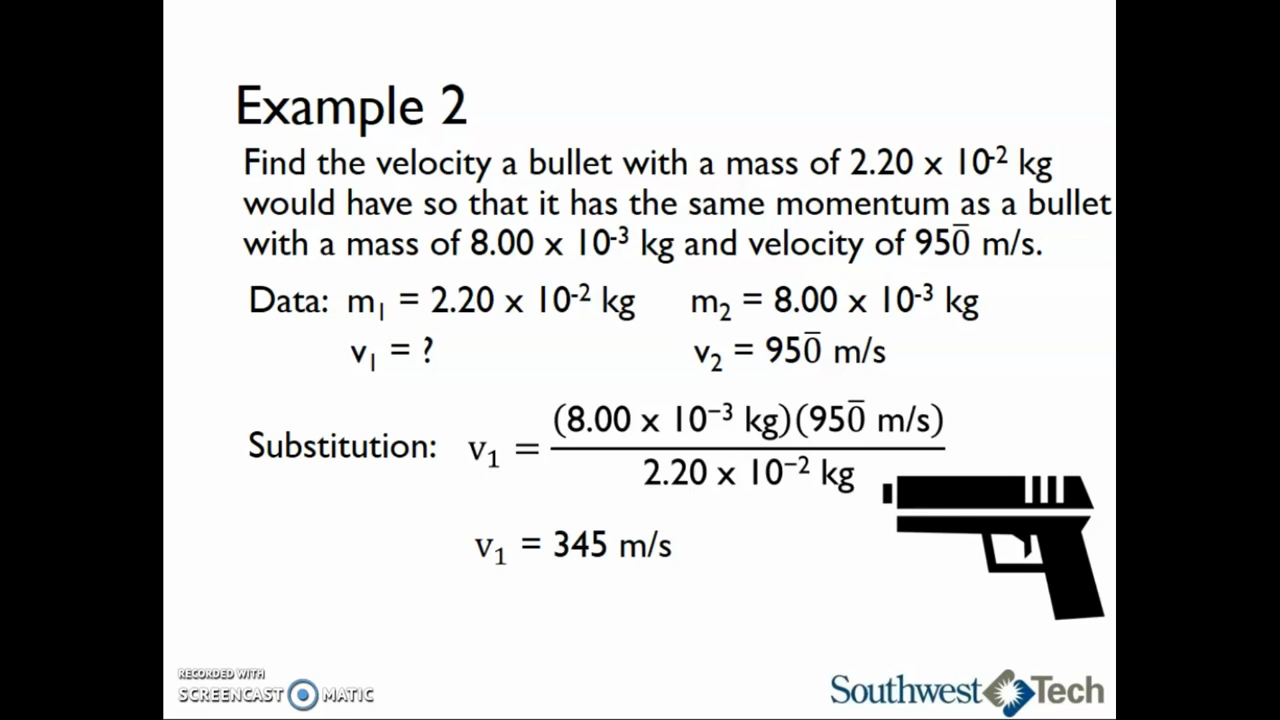 Example 2
Find the velocity a bullet with a mass of 2.20 x 10⁻² kg
would have so that it has the same momentum as a bullet
with a mass of 8.00 x 10⁻³ kg and velocity of 950̅ m/s.
Data: m₁ = 2.20 x 10⁻² kg m₂ = 8.00 x 10⁻³ kg
v₁ = ? v₂ = 950̅ m/s
(8.00 x 10⁻³ kg)(950̅ m/s)
Substitution: v₁ =
2.20 x 10⁻² kg
v₁ = 345 m/s
RECORDED WITH
SCREENCAST MATIC
Southwest Tech